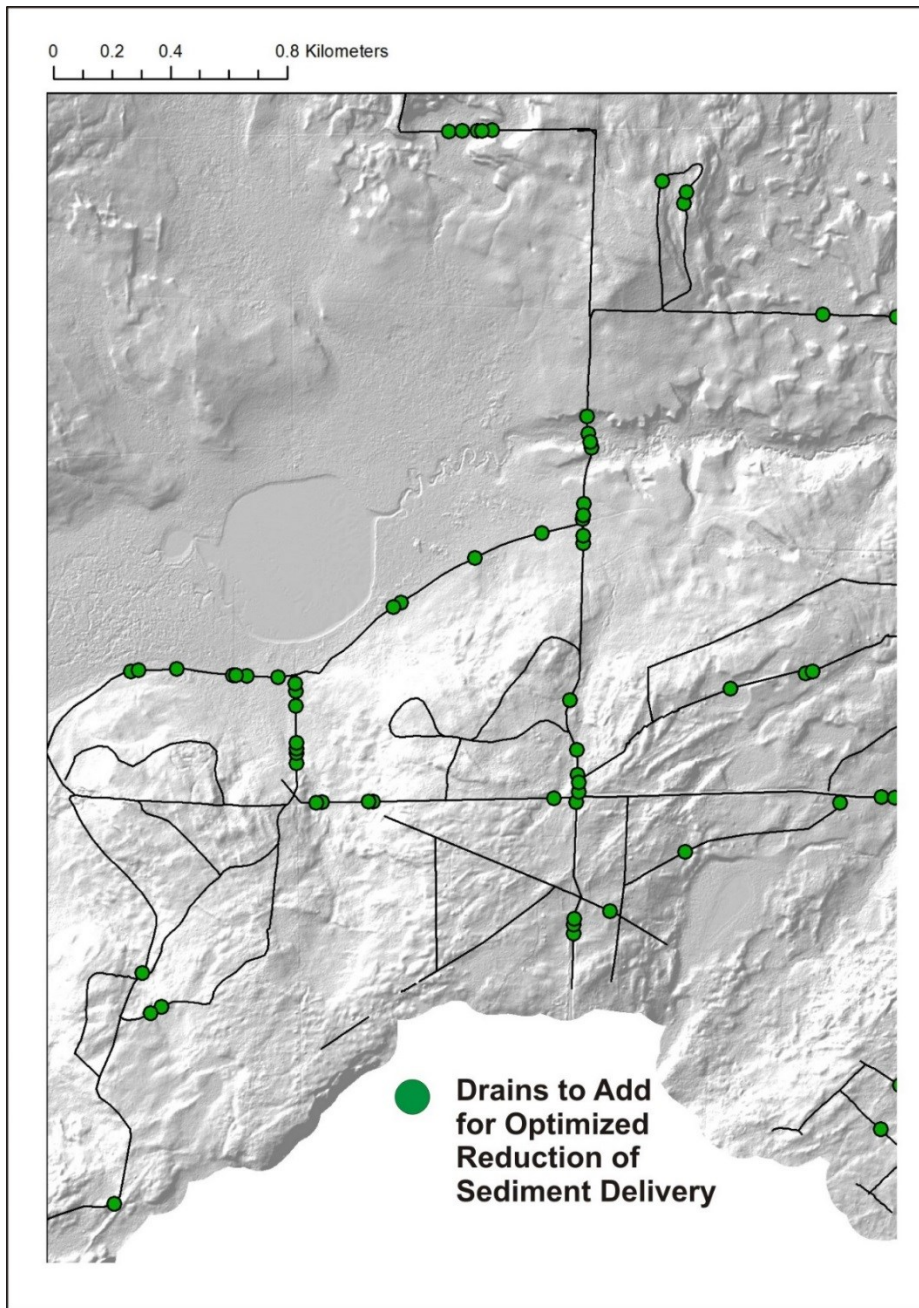 0 0.2 0.4 0.8 Kilometers
Drains to Add
for Optimized
Reduction of
Sediment Delivery